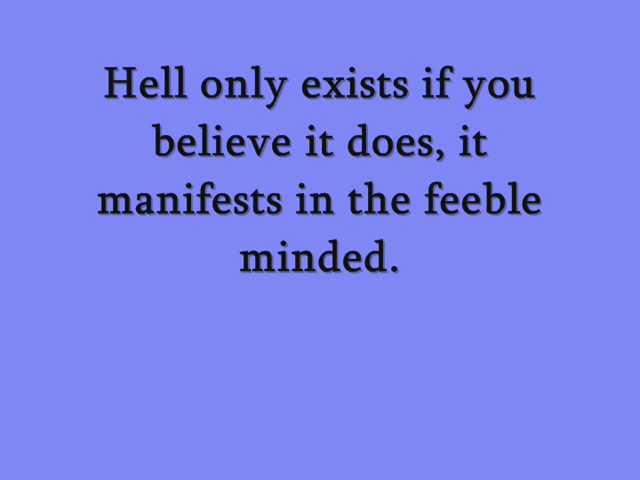 Hell only exists if you
believe it does, it
manifests in the feeble
minded.